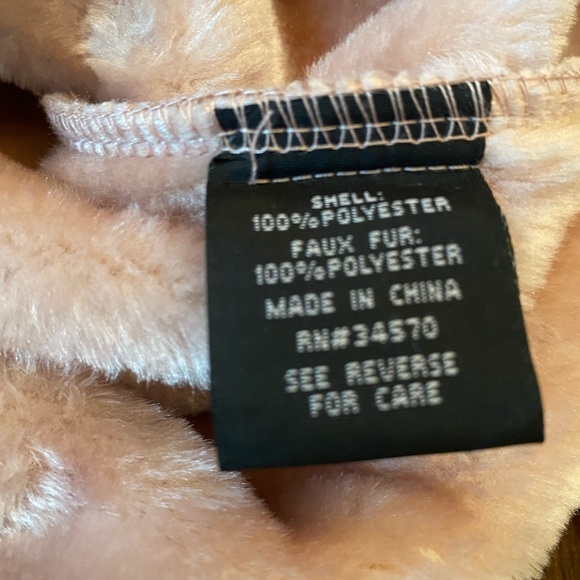 SHELL:
100%POLYESTER
FAUX FUR:
100%POLYESTER
MADE IN CHINA
RN#34570
SEE REVERSE
FOR CARE